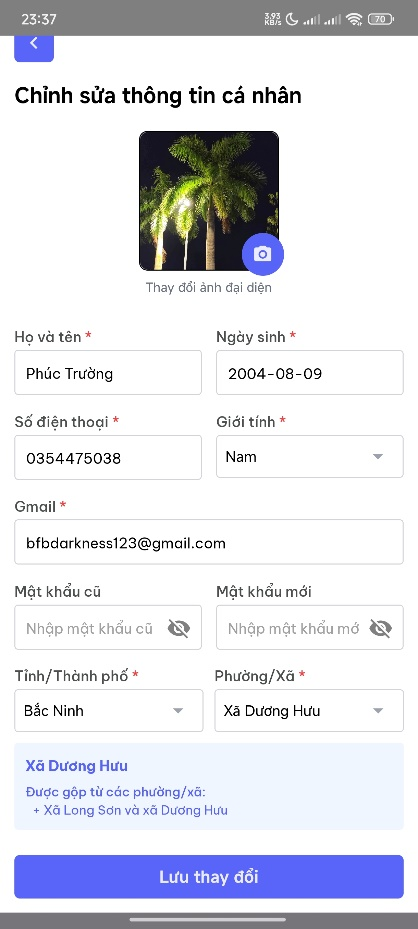 23:37
3,93 KB/s
70
Chỉnh sửa thông tin cá nhân
Thay đổi ảnh đại diện
Họ và tên * Ngày sinh *
Phúc Trường 2004-08-09
Số điện thoại * Giới tính *
0354475038 Nam
Gmail *
bfbdarkness123@gmail.com
Mật khẩu cũ Mật khẩu mới
Nhập mật khẩu cũ Nhập mật khẩu mớ
Tỉnh/Thành phố * Phường/Xã *
Bắc Ninh Xã Dương Hưu
Xã Dương Hưu
Được gộp từ các phường/xã:
+ Xã Long Sơn và xã Dương Hưu
Lưu thay đổi